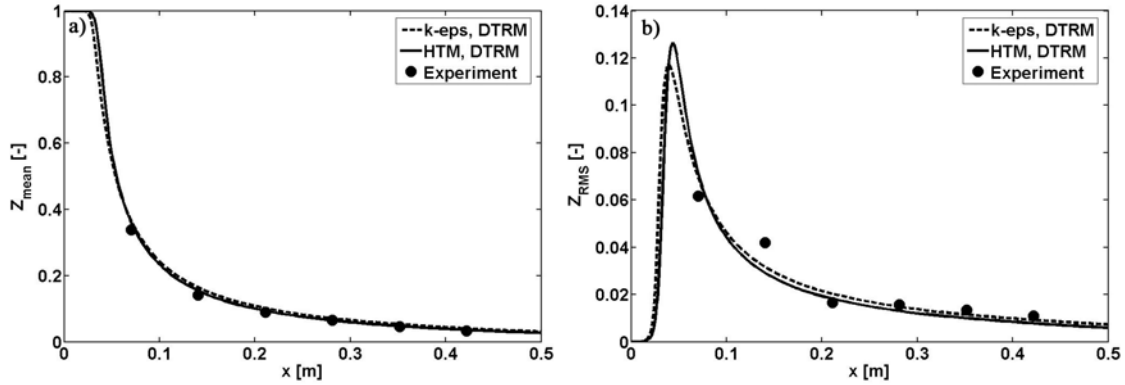 a)
k-eps, DTRM
HTM, DTRM
Experiment
1
0.8
0.6
0.4
0.2
0
Z_mean [-]
0 0.1 0.2 0.3 0.4 0.5
x [m]
b)
k-eps, DTRM
HTM, DTRM
Experiment
0.14
0.12
0.10
0.08
0.06
0.04
0.02
0
Z_RMS [-]
0 0.1 0.2 0.3 0.4 0.5
x [m]